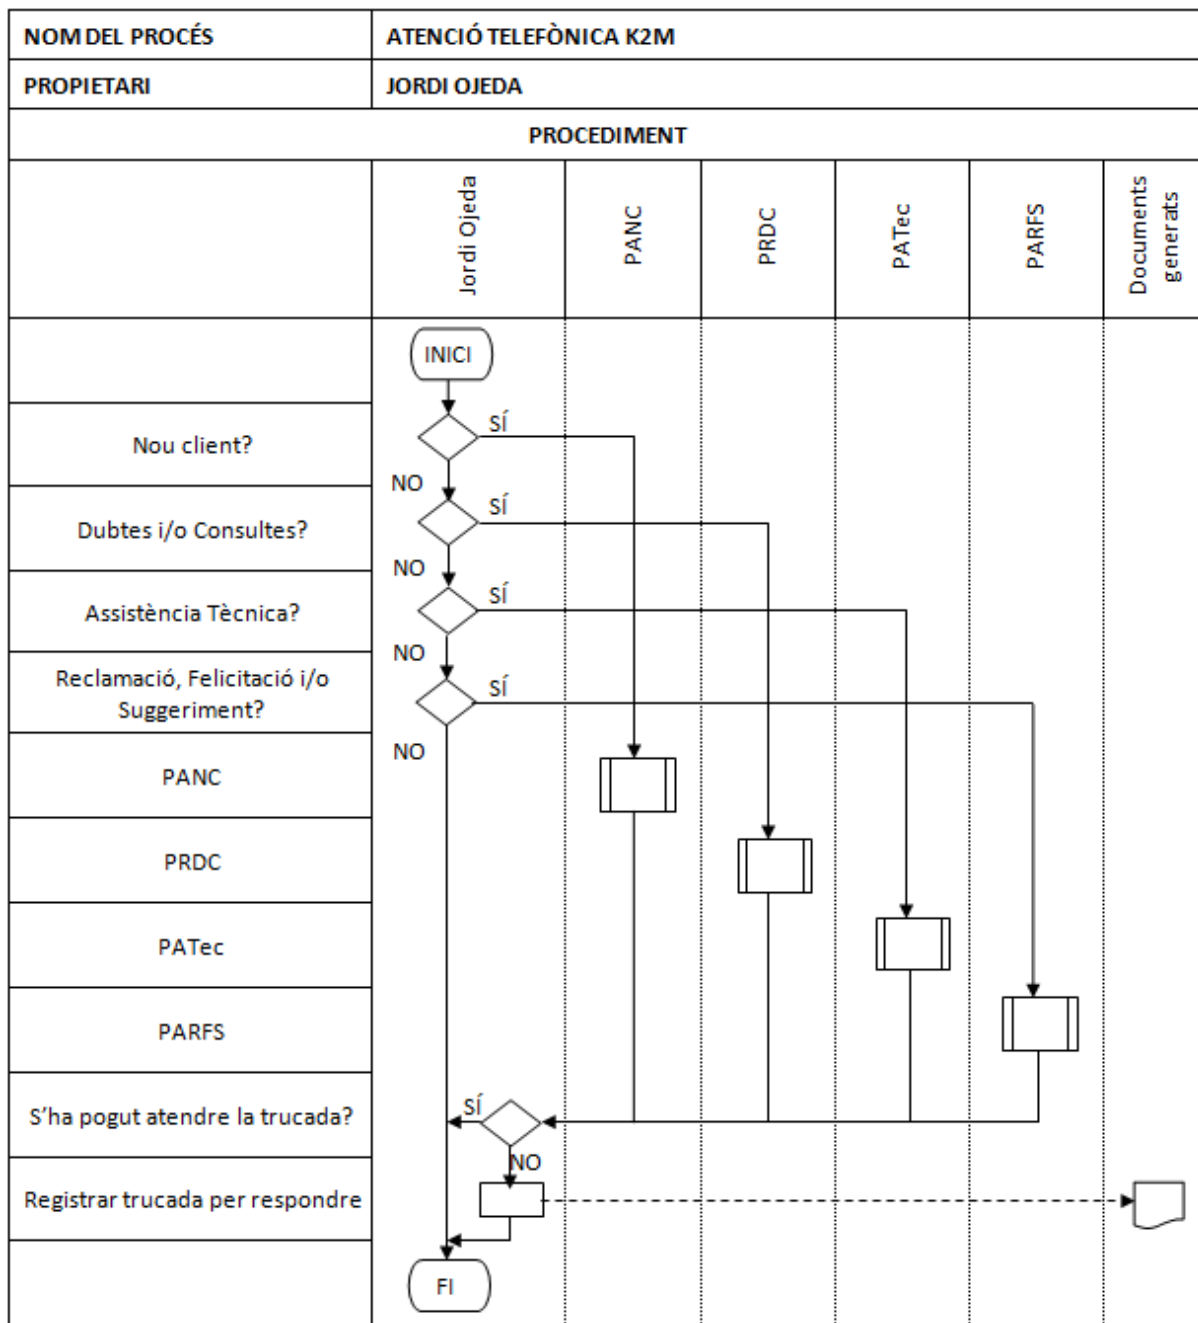 NOM DEL PROCÉS
ATENCIÓ TELEFÒNICA K2M
PROPIETARI
JORDI OJEDA
PROCEDIMENT
Jordi Ojeda
PANC
PRDC
PATec
PARFS
Documents
generats
INICI
Nou client?
SÍ
NO
Dubtes i/o Consultes?
SÍ
NO
Assistència Tècnica?
SÍ
NO
Reclamació, Felicitació i/o
Suggeriment?
SÍ
NO
PANC
PRDC
PATec
PARFS
S’ha pogut atendre la trucada?
SÍ
NO
Registrar trucada per respondre
FI